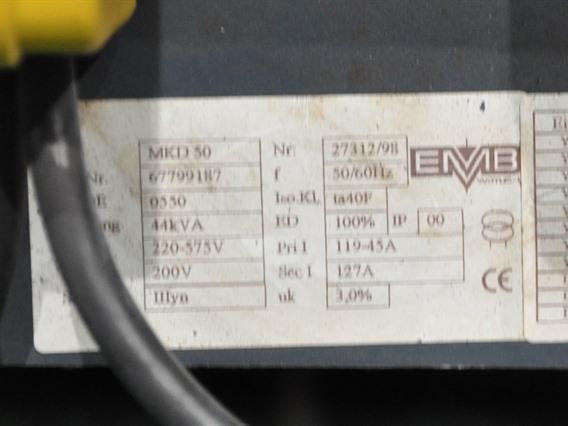 MKD 50 Nr. 27312/98 EMB
Nr. 67799187 f 50/60Hz
0550 Iso.Kl. ta40F
44kVA ED 100% IP 00
220-575V Pri I 119-45A
200V Sec I 127A CE
IIIyn uk 3,0%